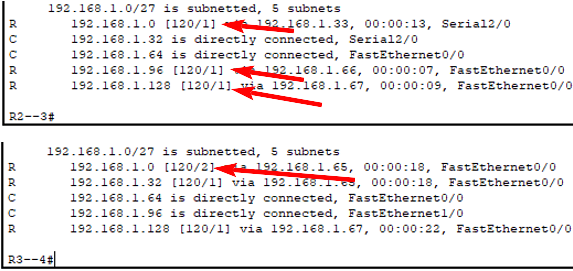 192.168.1.0/27 is subnetted, 5 subnets
R 192.168.1.0 [120/1] 192.168.1.33, 00:00:13, Serial2/0
C 192.168.1.32 is directly connected, Serial2/0
C 192.168.1.64 is directly connected, FastEthernet0/0
R 192.168.1.96 [120/1] 192.168.1.66, 00:00:07, FastEthernet0/0
R 192.168.1.128 [120/1] via 192.168.1.67, 00:00:09, FastEthernet0/0
R2--3#
192.168.1.0/27 is subnetted, 5 subnets
R 192.168.1.0 [120/2] 192.168.1.65, 00:00:18, FastEthernet0/0
R 192.168.1.32 [120/1] via 00:00:18, FastEthernet0/0
C 192.168.1.64 is directly connected, FastEthernet0/0
C 192.168.1.96 is directly connected, FastEthernet1/0
R 192.168.1.128 [120/1] via 192.168.1.67, 00:00:22, FastEthernet0/0
R3--4#